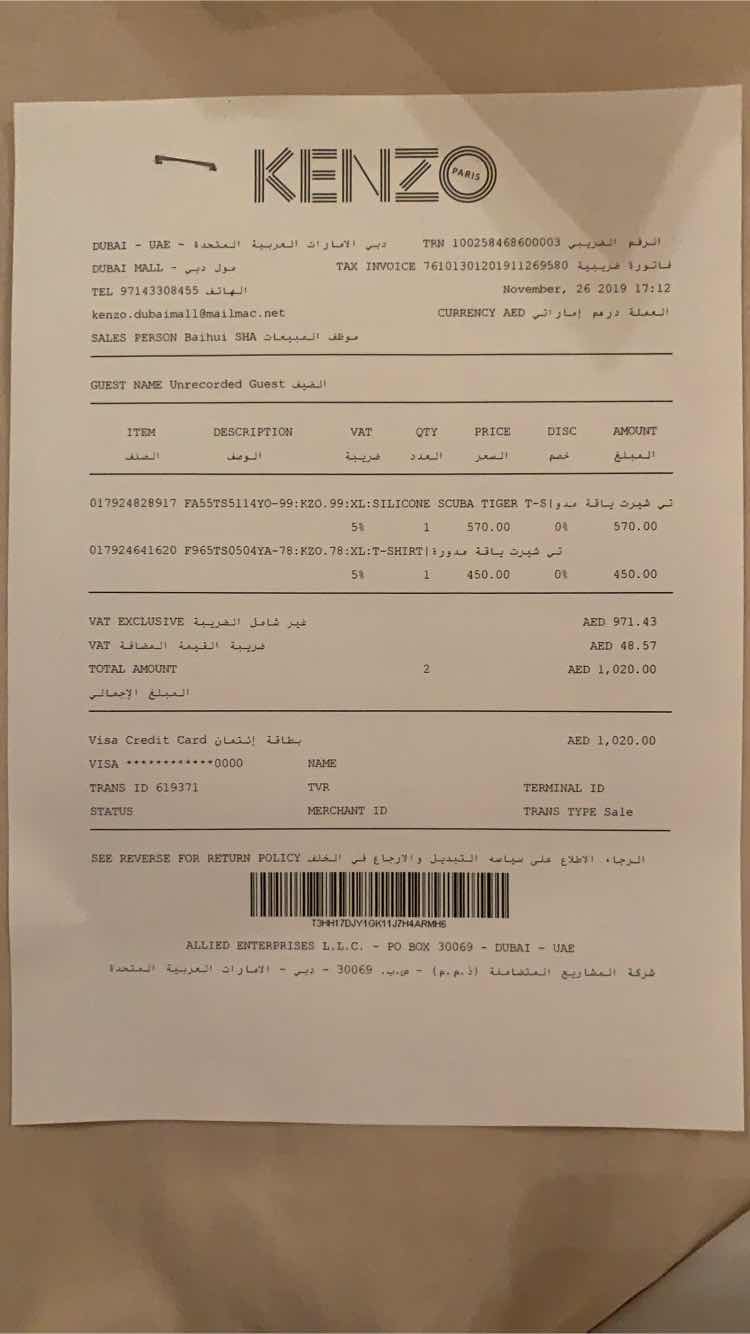 KENZO
PARIS
DUBAI - UAE - دبي الامارات العربية المتحدة TRN 100258468600003 الرقم الضريبي
DUBAI MALL - مول دبي TAX INVOICE 76101301201911269580 فاتورة ضريبية
TEL 97143308455 الهاتف November, 26 2019 17:12
kenzo.dubaimall@mailmac.net CURRENCY AED العملة درهم إماراتي
SALES PERSON Baihui SHA موظف المبيعات
GUEST NAME Unrecorded Guest الضيف
ITEM DESCRIPTION VAT QTY PRICE DISC AMOUNT
الصنف الوصف ضريبة العدد السعر خصم المبلغ
017924828917 FA55TS5114YO-99:KZO.99:XL:SILICONE SCUBA TIGER T-S|تي شيرت ياقة مدو
5% 1 570.00 0% 570.00
017924641620 F965TS0504YA-78:KZO.78:XL:T-SHIRT|تي شيرت ياقة مدورة
5% 1 450.00 0% 450.00
VAT EXCLUSIVE غير شامل الضريبة AED 971.43
VAT ضريبة القيمة المضافة AED 48.57
TOTAL AMOUNT 2 AED 1,020.00
المبلغ الإجمالي
Visa Credit Card بطاقة إئتمان AED 1,020.00
VISA ************0000 NAME
TRANS ID 619371 TVR TERMINAL ID
STATUS MERCHANT ID TRANS TYPE Sale
SEE REVERSE FOR RETURN POLICY الرجاء الاطلاع على سياسه التبديل والارجاع في الخلف
T3HH17DJY1GK11J7H4ARMH6
ALLIED ENTERPRISES L.L.C. - PO BOX 30069 - DUBAI - UAE
شركة المشاريع المتضامنة (ذ.م.م) - ص.ب. 30069 - دبي - الامارات العربية المتحدة